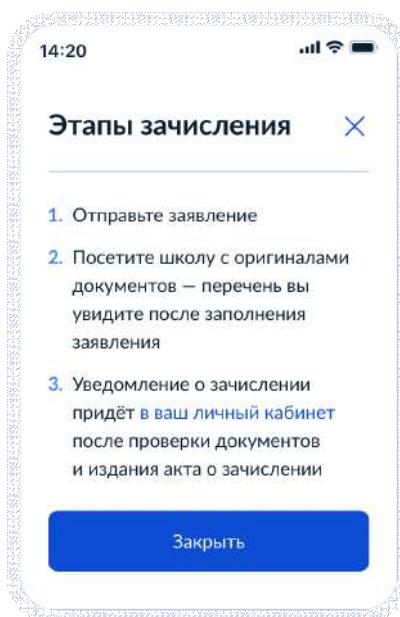 14:20
Этапы зачисления
1. Отправьте заявление
2. Посетите школу с оригиналами
документов — перечень вы
увидите после заполнения
заявления
3. Уведомление о зачислении
придёт в ваш личный кабинет
после проверки документов
и издания акта о зачислении
Закрыть